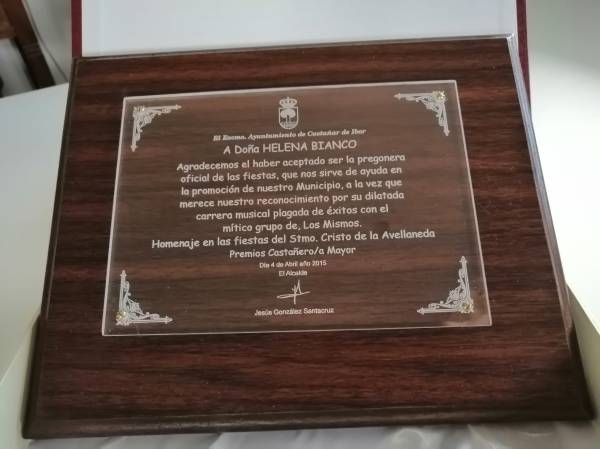 El Excmo. Ayuntamiento de Castañar de Ibor
A Doña HELENA BIANCO
Agradecemos el haber aceptado ser la pregonera
oficial de las fiestas, que nos sirve de ayuda en
la promoción de nuestro Municipio, a la vez que
merece nuestro reconocimiento por su dilatada
carrera musical plagada de éxitos con el
mítico grupo de, Los Mismos.
Homenaje en las fiestas del Stmo. Cristo de la Avellaneda
Premios Castañero/a Mayor
Día 4 de Abril año 2015
El Alcalde
Jesús González Santacruz